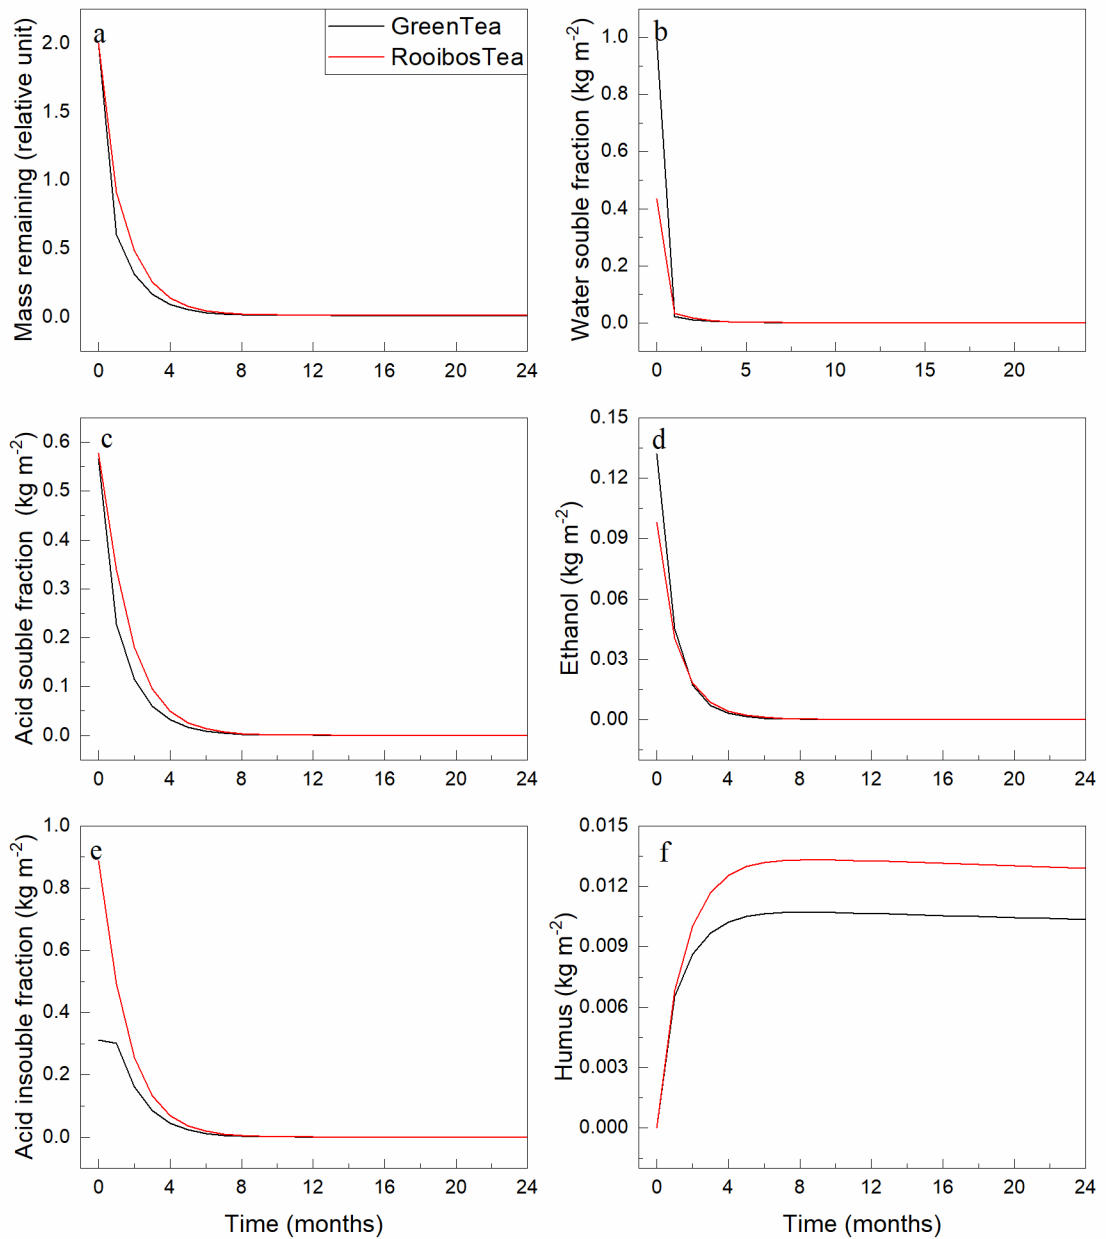 a
GreenTea
RooibosTea
Mass remaining (relative unit)
2.0
1.5
1.0
0.5
0.0
0 4 8 12 16 20 24
b
Water souble fraction (kg m-2)
1.0
0.8
0.6
0.4
0.2
0.0
0 5 10 15 20
c
Acid souble fraction (kg m-2)
0.6
0.5
0.4
0.3
0.2
0.1
0.0
0 4 8 12 16 20 24
d
Ethanol (kg m-2)
0.15
0.12
0.09
0.06
0.03
0.00
0 4 8 12 16 20 24
e
Acid insouble fraction (kg m-2)
1.0
0.8
0.6
0.4
0.2
0.0
0 4 8 12 16 20 24
Time (months)
f
Humus (kg m-2)
0.015
0.012
0.009
0.006
0.003
0.000
0 4 8 12 16 20 24
Time (months)